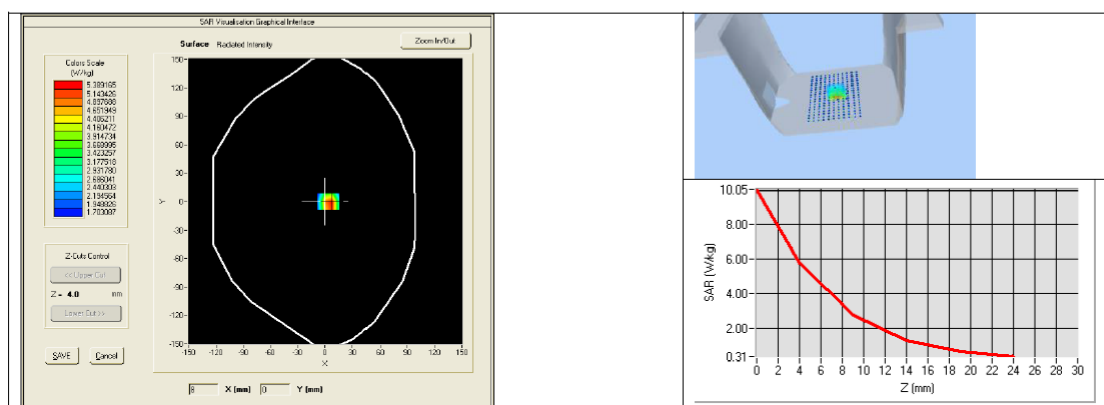 SAR Visualisation Graphical Interface
Surface Radiated Intensity
Zoom In/Out
Colors Scale
(W/kg)
5.389165
5.143426
4.897688
4.651949
4.406211
4.160472
3.914734
3.668995
3.423257
3.177518
2.931780
2.686041
2.440303
2.194564
1.948826
1.703087
Z-Cuts Control
<< Upper Cut
Z - 4.0 mm
Lower Cut >>
SAVE Cancel
150
120
90
60
30
Y 0
-30
-60
-90
-120
-150
-150 -120 -90 -60 -30 0 30 60 90 120 150
X
8 X (mm) 0 Y (mm)
10.05
8.00
6.00
4.00
2.00
0.31
SAR (W/kg)
0 2 4 6 8 10 12 14 16 18 20 22 24 26 28 30
Z (mm)